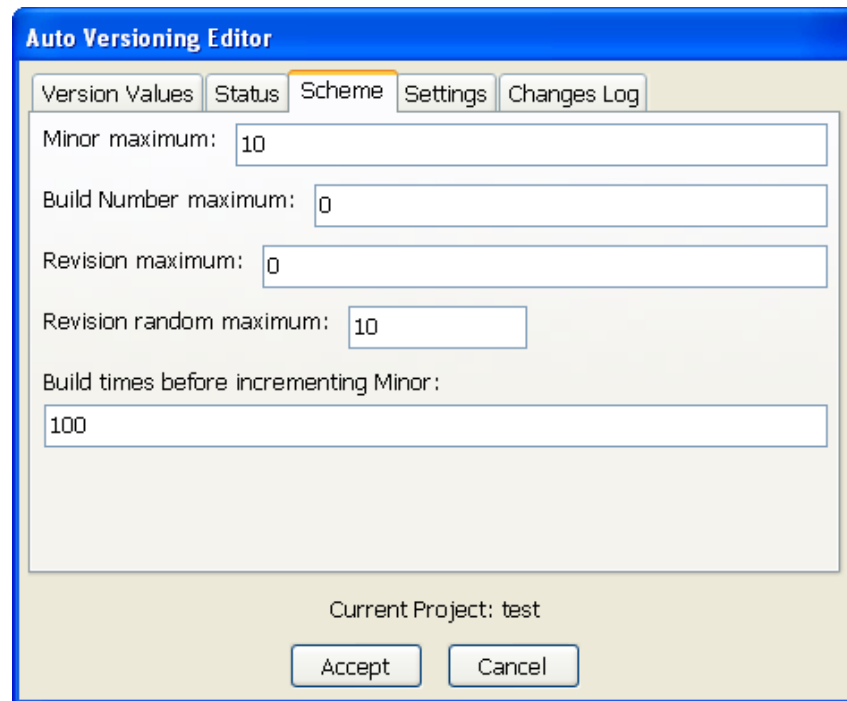 Auto Versioning Editor
Version Values Status Scheme Settings Changes Log
Minor maximum: 10
Build Number maximum: 0
Revision maximum: 0
Revision random maximum: 10
Build times before incrementing Minor:
100
Current Project: test
Accept Cancel